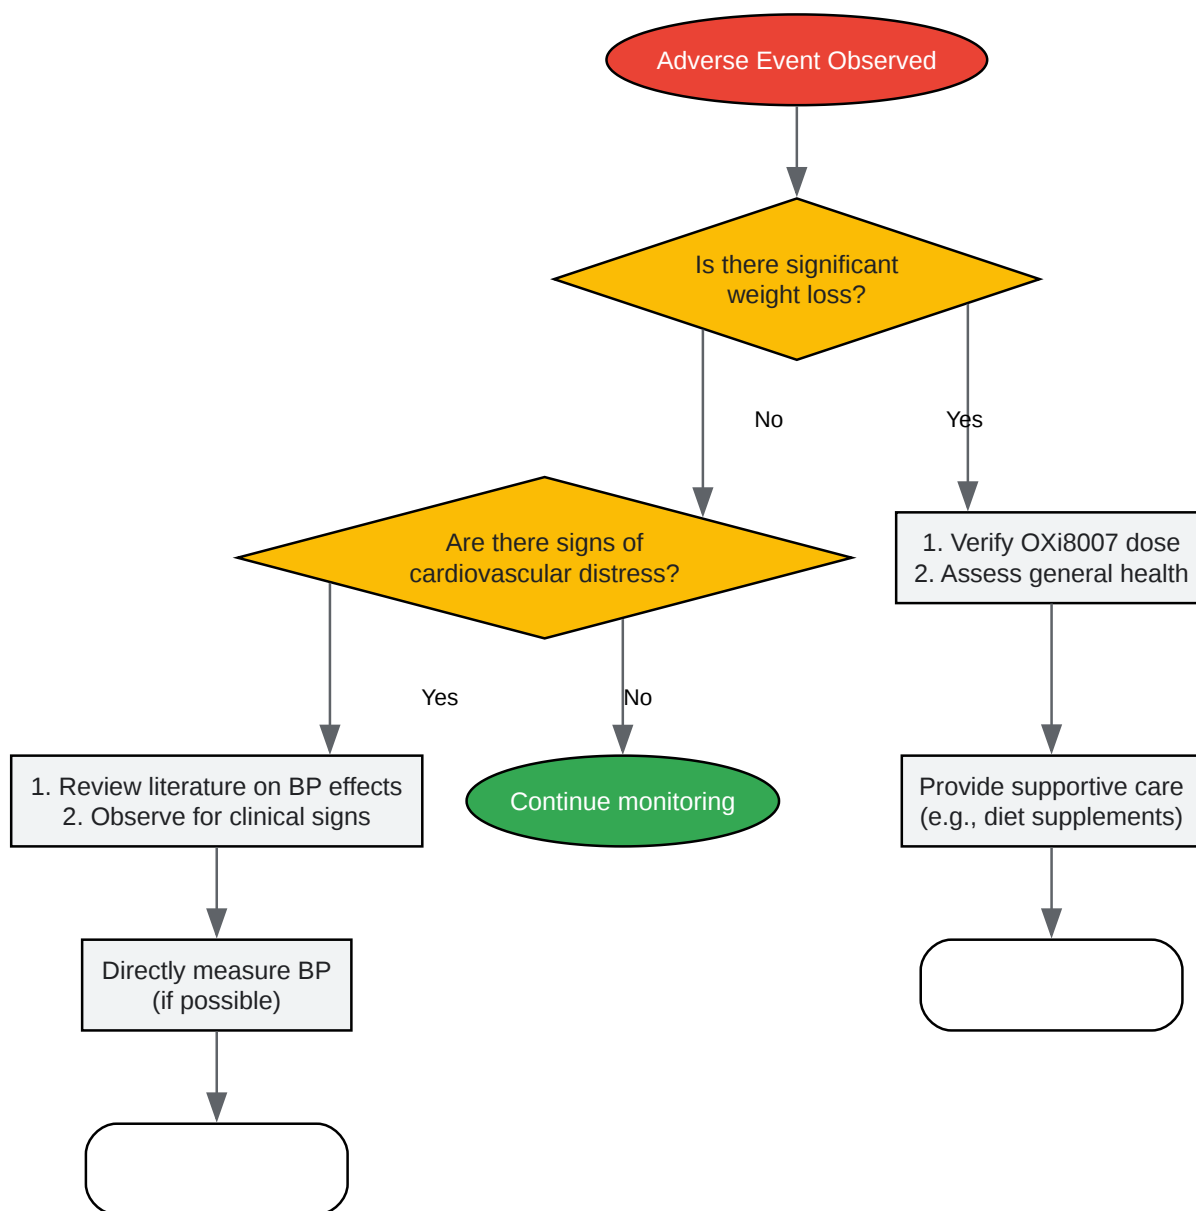 Adverse Event Observed
Is there significant
weight loss?
No
Yes
Are there signs of
cardiovascular distress?
1. Verify OXi8007 dose
2. Assess general health
Yes
No
1. Review literature on BP effects
2. Observe for clinical signs
Continue monitoring
Provide supportive care
(e.g., diet supplements)
Directly measure BP
(if possible)